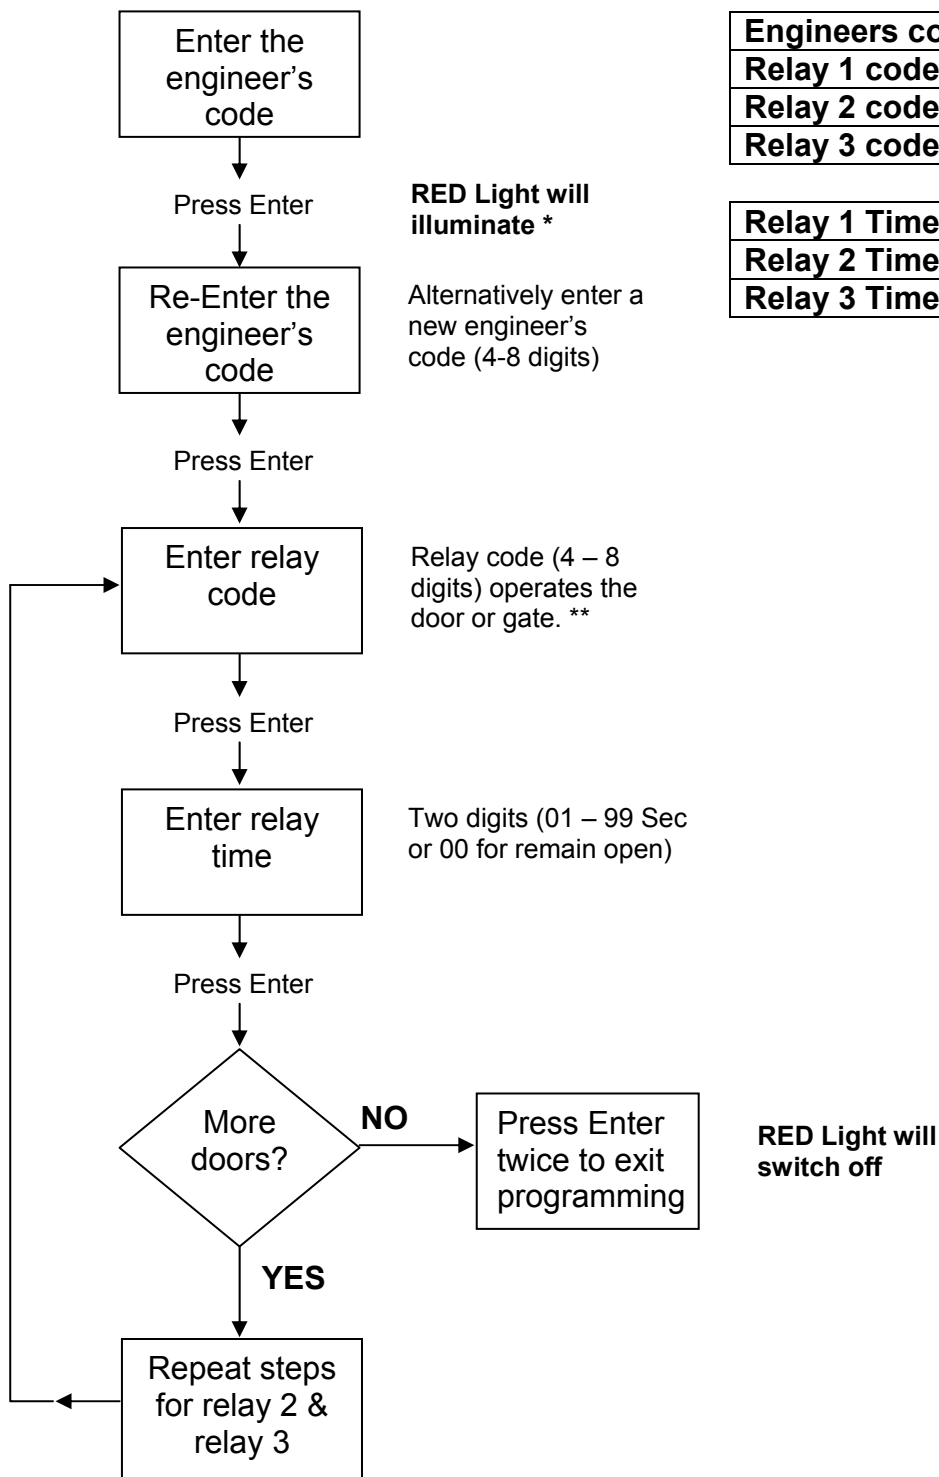 Enter the
engineer’s
code
Press Enter
RED Light will
illuminate *
Re-Enter the
engineer’s
code
Alternatively enter a
new engineer’s
code (4-8 digits)
Press Enter
Enter relay
code
Relay code (4 – 8
digits) operates the
door or gate. **
Press Enter
Enter relay
time
Two digits (01 – 99 Sec
or 00 for remain open)
Press Enter
More
doors?
NO
Press Enter
twice to exit
programming
RED Light will
switch off
YES
Repeat steps
for relay 2 &
relay 3
Engineers
Relay 1 code
Relay 2 code
Relay 3 code
Relay 1 Time
Relay 2 Time
Relay 3 Time